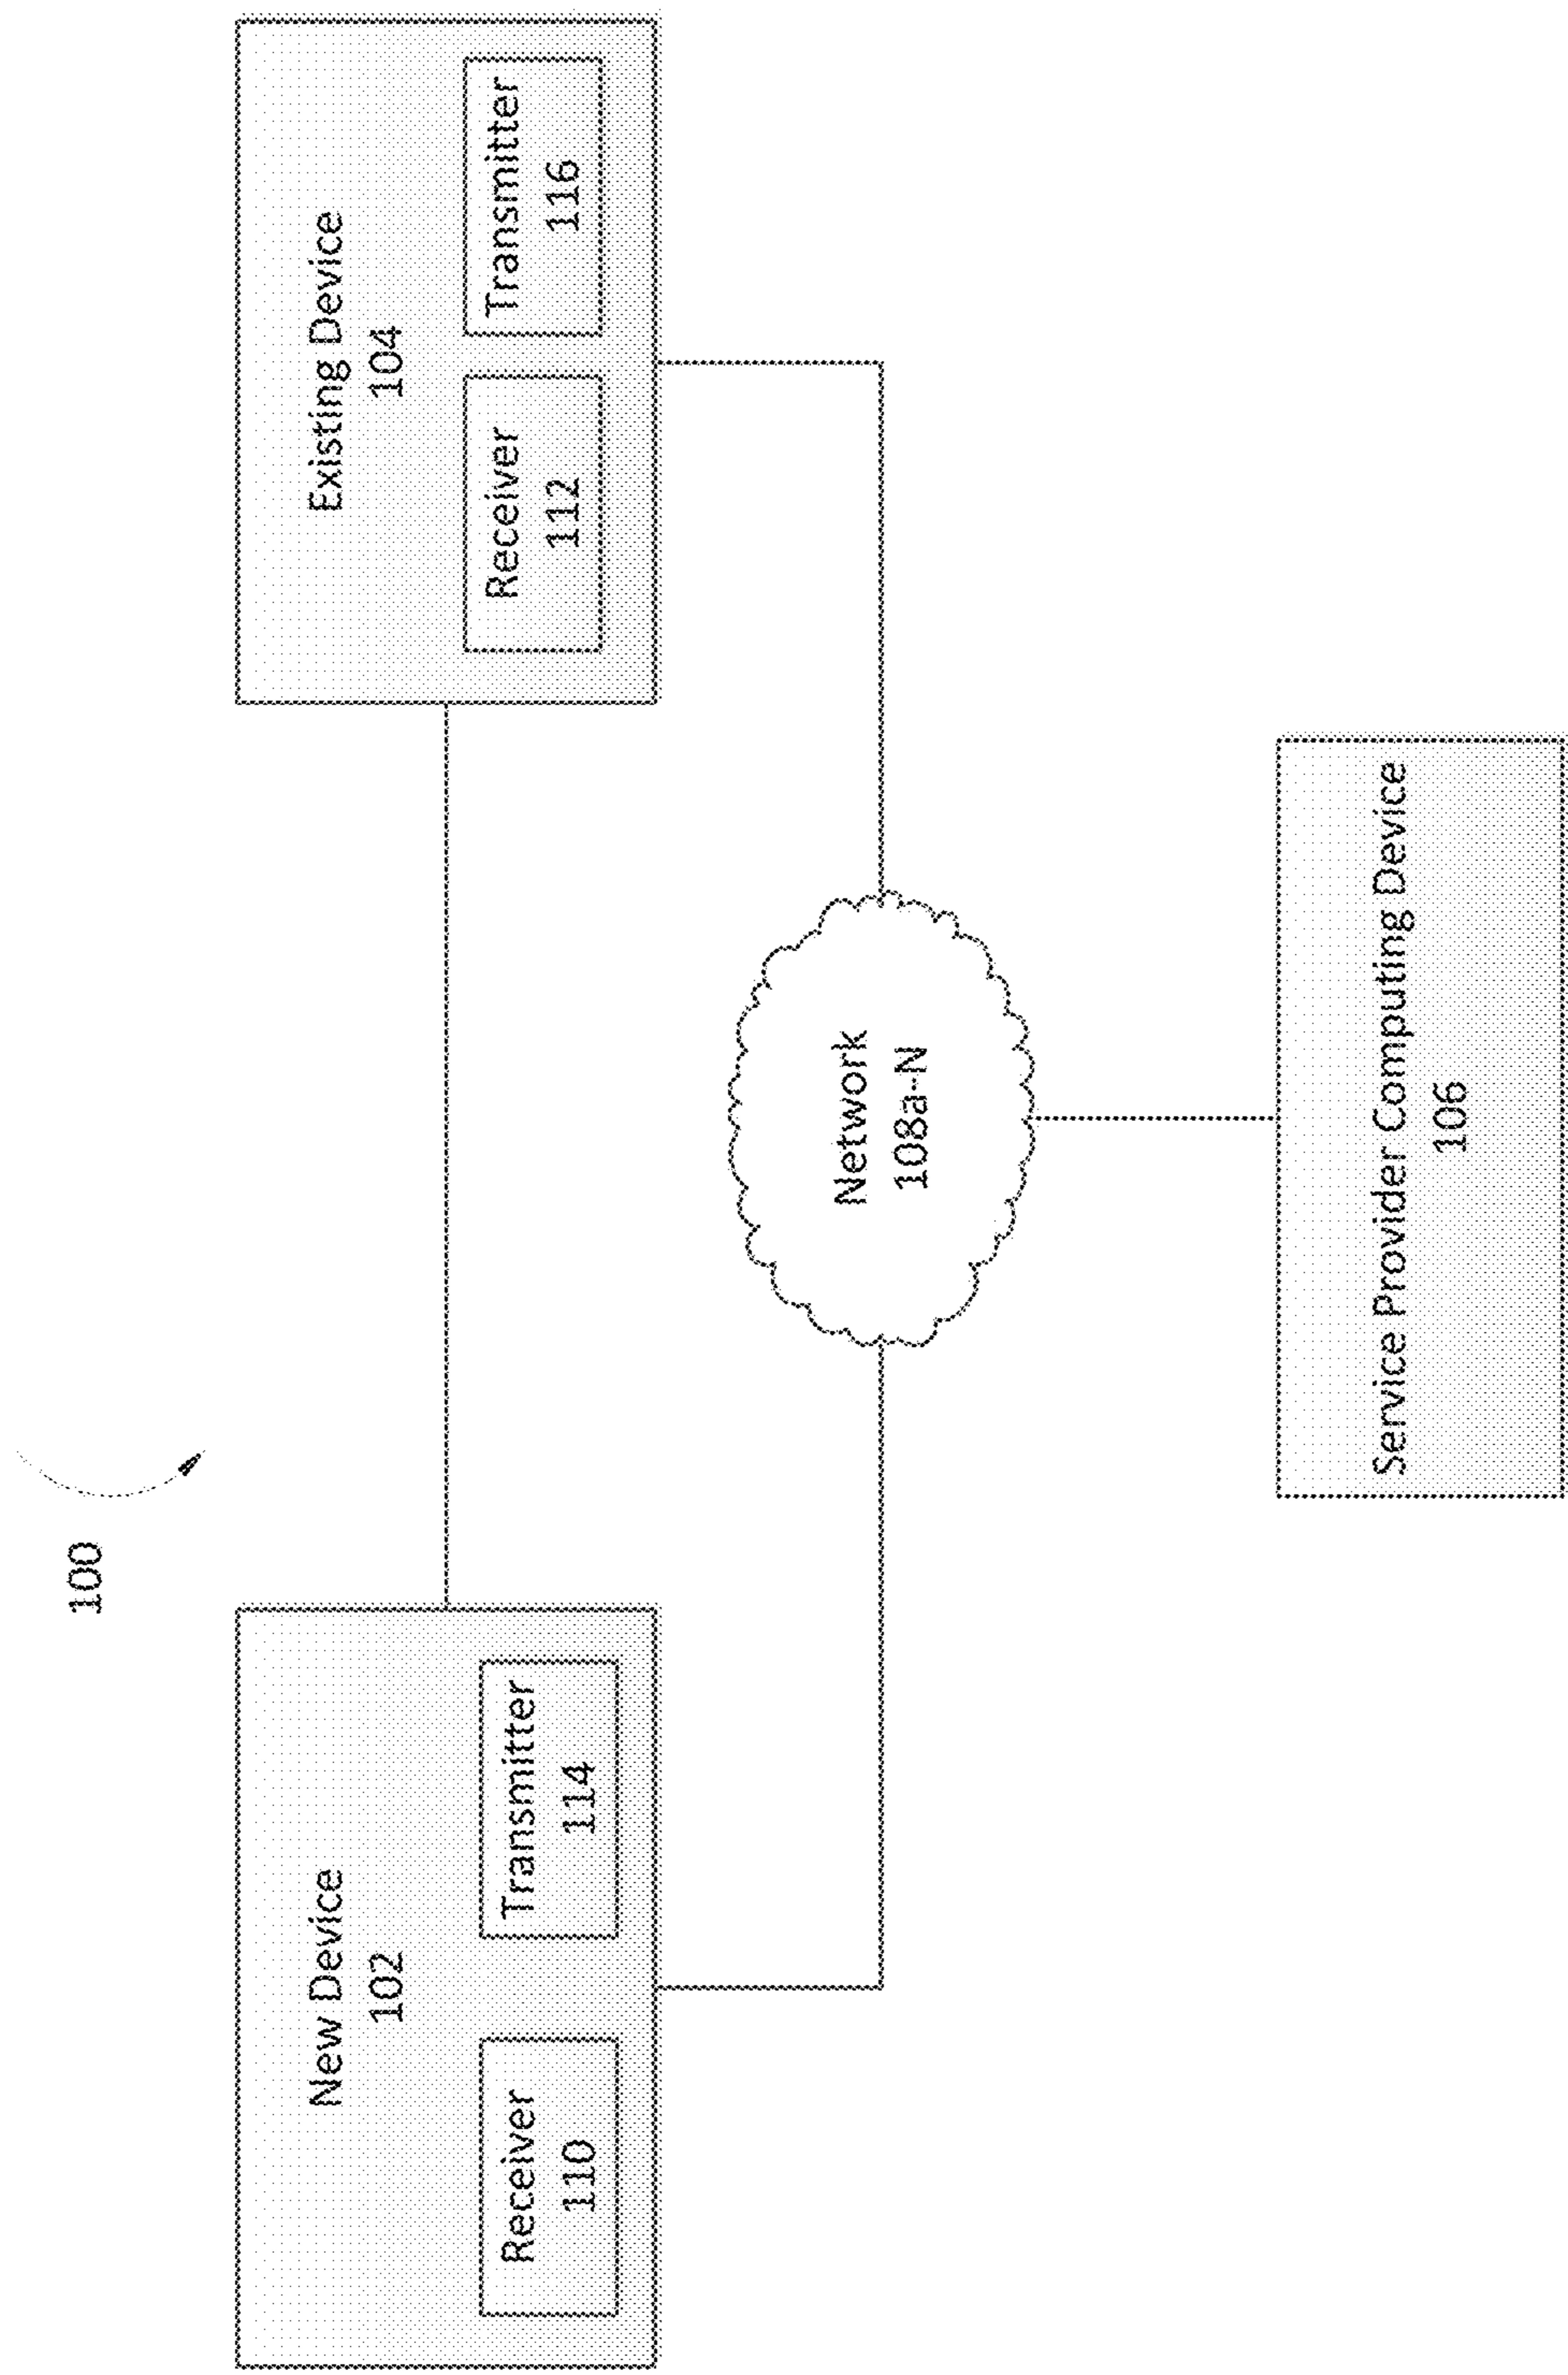 100
New Device
102
Receiver
110
Transmitter
114
Existing Device
104
Receiver
112
Transmitter
116
Network
108a-N
Service Provider Computing Device
106